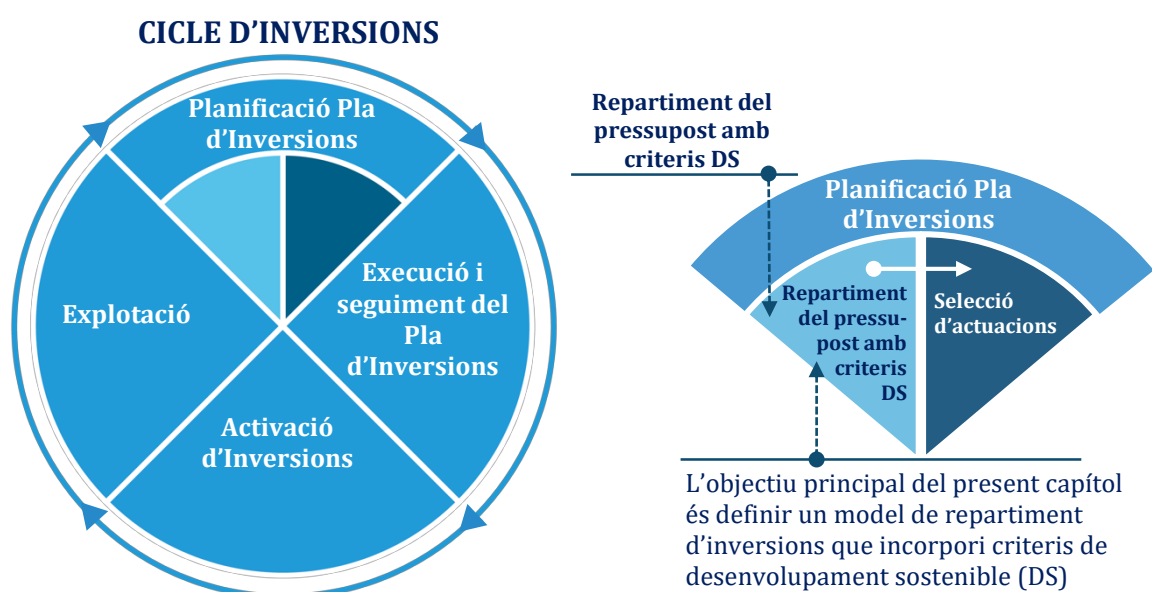 CICLE D’INVERSIONS
Planificació Pla
d’Inversions
Explotació
Execució i
seguiment del
Pla
d’Inversions
Activació
d’Inversions
Repartiment del
pressupost amb
criteris DS
Planificació Pla
d’Inversions
Repartiment
del pressu-
post amb
criteris
DS
Selecció
d’actuacions
L’objectiu principal del present capítol
és definir un model de repartiment
d’inversions que incorpori criteris de
desenvolupament sostenible (DS)